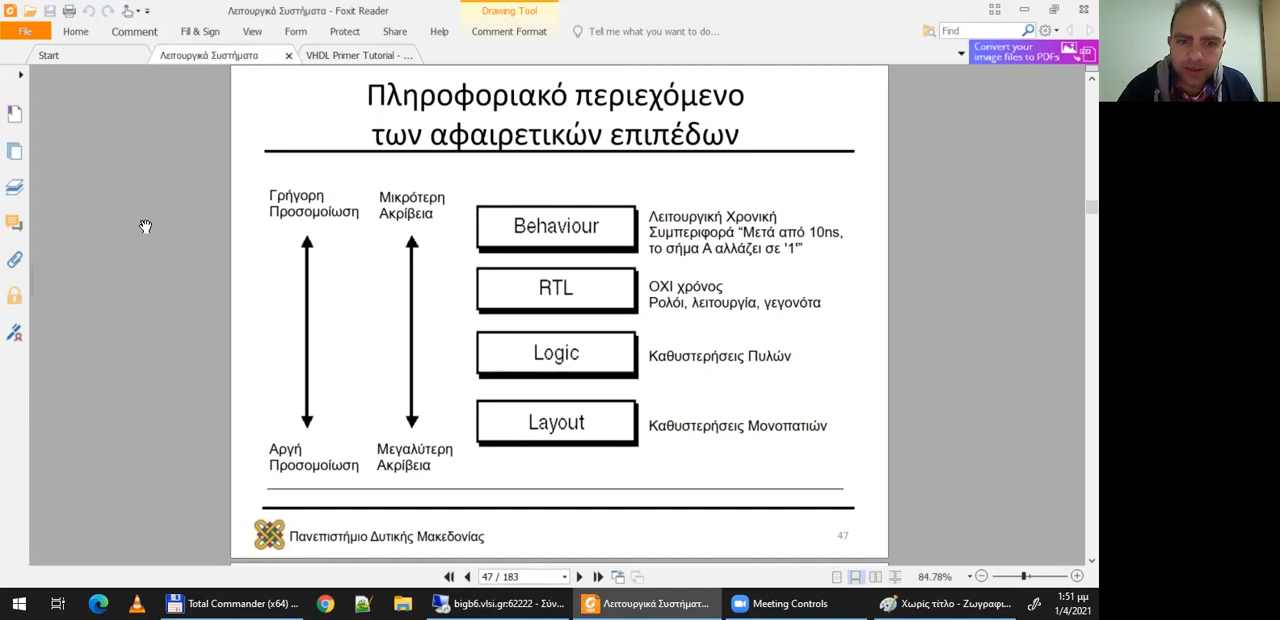 Λειτουργικά Συστήματα - Foxit Reader
Drawing Tool
File
Home
Comment
Fill & Sign
View
Form
Protect
Share
Help
Comment Format
Tell me what you want to do...
Find
Start
Λειτουργικά Συστήματα
VHDL Primer Tutorial - ...
Convert your
image files to PDFs
Πληροφοριακό περιεχόμενο
των αφαιρετικών επιπέδων
Γρήγορη
Προσομοίωση
Μικρότερη
Ακρίβεια
Behaviour
Λειτουργική Χρονική
Συμπεριφορά “Μετά από 10ns,
το σήμα Α αλλάζει σε '1'”
RTL
ΟΧΙ χρόνος
Ρολόι, λειτουργία, γεγονότα
Logic
Καθυστερήσεις Πυλών
Layout
Καθυστερήσεις Μονοπατιών
Αργή
Προσομοίωση
Μεγαλύτερη
Ακρίβεια
Πανεπιστήμιο Δυτικής Μακεδονίας
47
47 / 183
84.78%
Total Commander (x64) ...
bigb6.vlsi.gr:62222 - Σύν...
Λειτουργικά Συστήματ...
Meeting Controls
Χωρίς τίτλο - Ζωγραφι...
1:51 μμ
1/4/2021